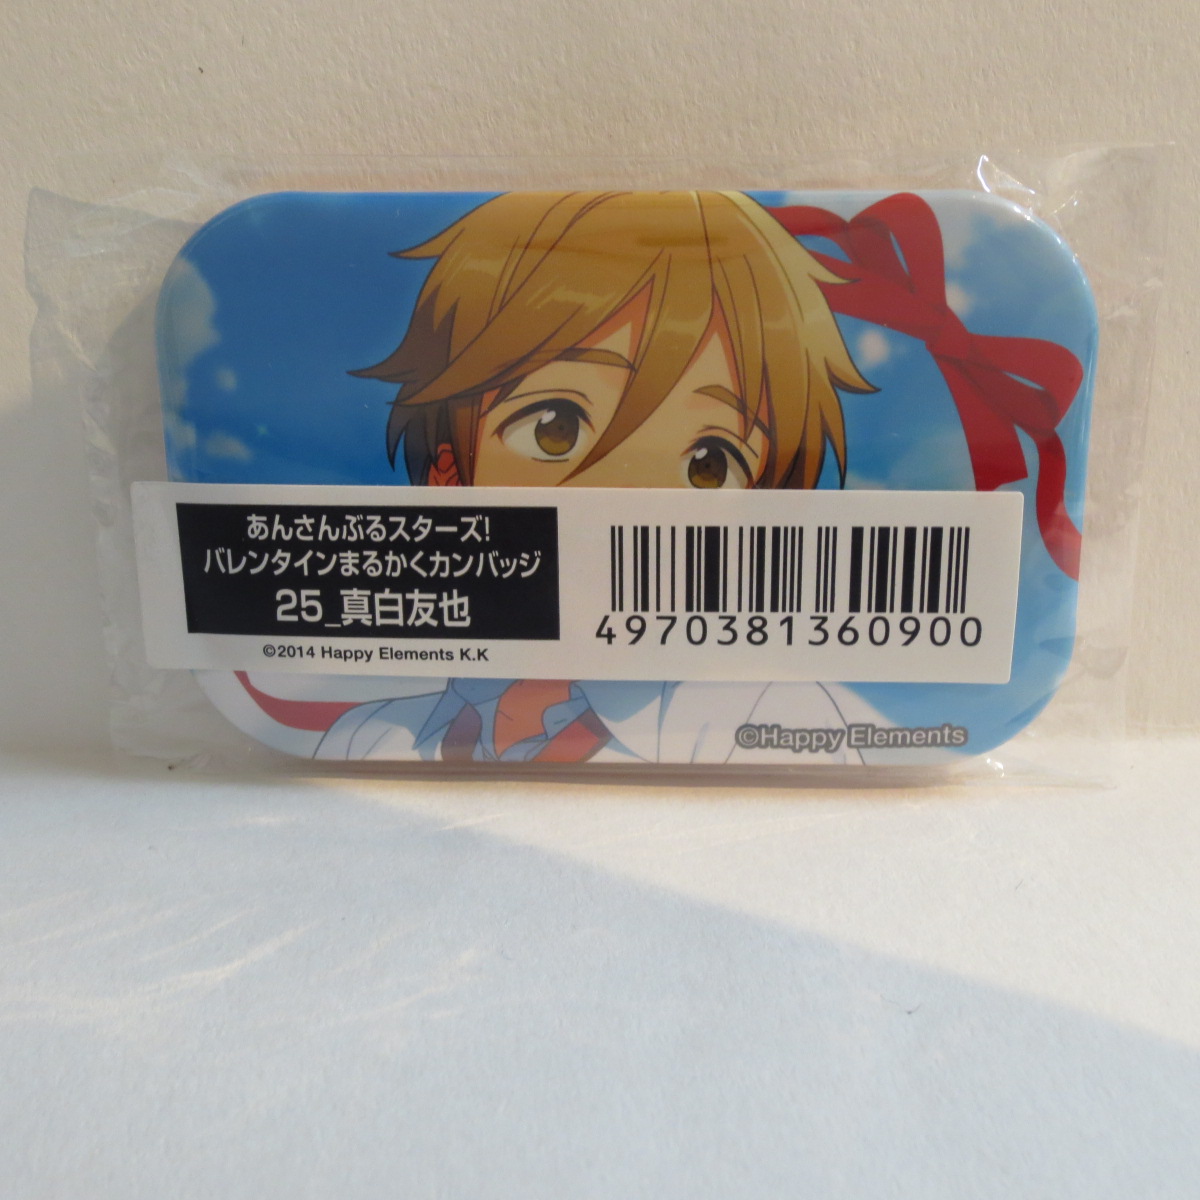 あんさんぶるスターズ!
バレンタインまるかくカンバッジ
25_真白友也
©2014 Happy Elements K.K
4970381360900
©Happy Elements